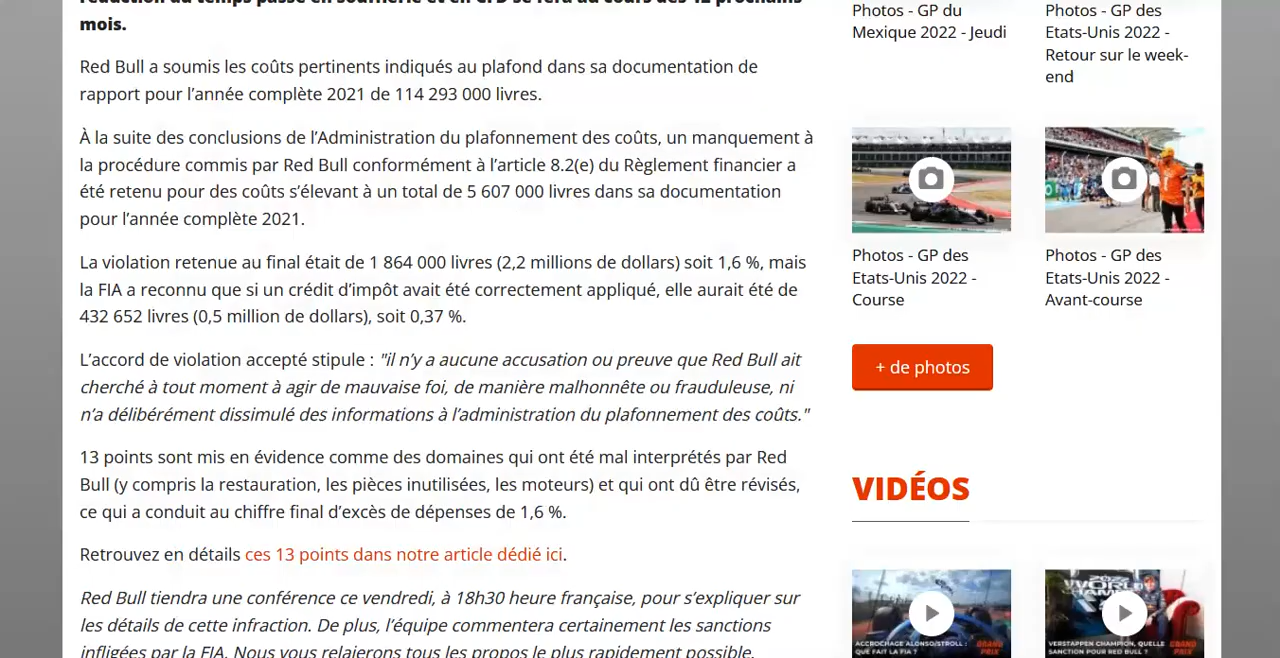 réduction du temps passé en soufflerie et en CFD se fera au cours des 12 prochains
mois.
Red Bull a soumis les coûts pertinents indiqués au plafond dans sa documentation de
rapport pour l’année complète 2021 de 114 293 000 livres.
À la suite des conclusions de l’Administration du plafonnement des coûts, un manquement à
la procédure commis par Red Bull conformément à l’article 8.2(e) du Règlement financier a
été retenu pour des coûts s’élevant à un total de 5 607 000 livres dans sa documentation
pour l’année complète 2021.
La violation retenue au final était de 1 864 000 livres (2,2 millions de dollars) soit 1,6 %, mais
la FIA a reconnu que si un crédit d’impôt avait été correctement appliqué, elle aurait été de
432 652 livres (0,5 million de dollars), soit 0,37 %.
L’accord de violation accepté stipule : "il n’y a aucune accusation ou preuve que Red Bull ait
cherché à tout moment à agir de mauvaise foi, de manière malhonnête ou frauduleuse, ni
n’a délibérément dissimulé des informations à l’administration du plafonnement des coûts."
13 points sont mis en évidence comme des domaines qui ont été mal interprétés par Red
Bull (y compris la restauration, les pièces inutilisées, les moteurs) et qui ont dû être révisés,
ce qui a conduit au chiffre final d’excès de dépenses de 1,6 %.
Retrouvez en détails ces 13 points dans notre article dédié ici.
Red Bull tiendra une conférence ce vendredi, à 18h30 heure française, pour s’expliquer sur
les détails de cette infraction. De plus, l’équipe commentera certainement les sanctions
infligées par la FIA. Nous vous relaterons les propos le plus rapidement possible.
Photos - GP du
Mexique 2022 - Jeudi
Photos - GP des
Etats-Unis 2022 -
Retour sur le week-
end
Photos - GP des
Etats-Unis 2022 -
Course
Photos - GP des
Etats-Unis 2022 -
Avant-course
+ de photos
VIDÉOS
ACCROCHAGE ALONSO/STROLL :
QUE FAIT LA FIA ?
GRAND
PRIX
2022
WORLD
VERSTAPPEN CHAMPION, QUELLE
SANCTION POUR RED BULL ?
GRAND
PRIX